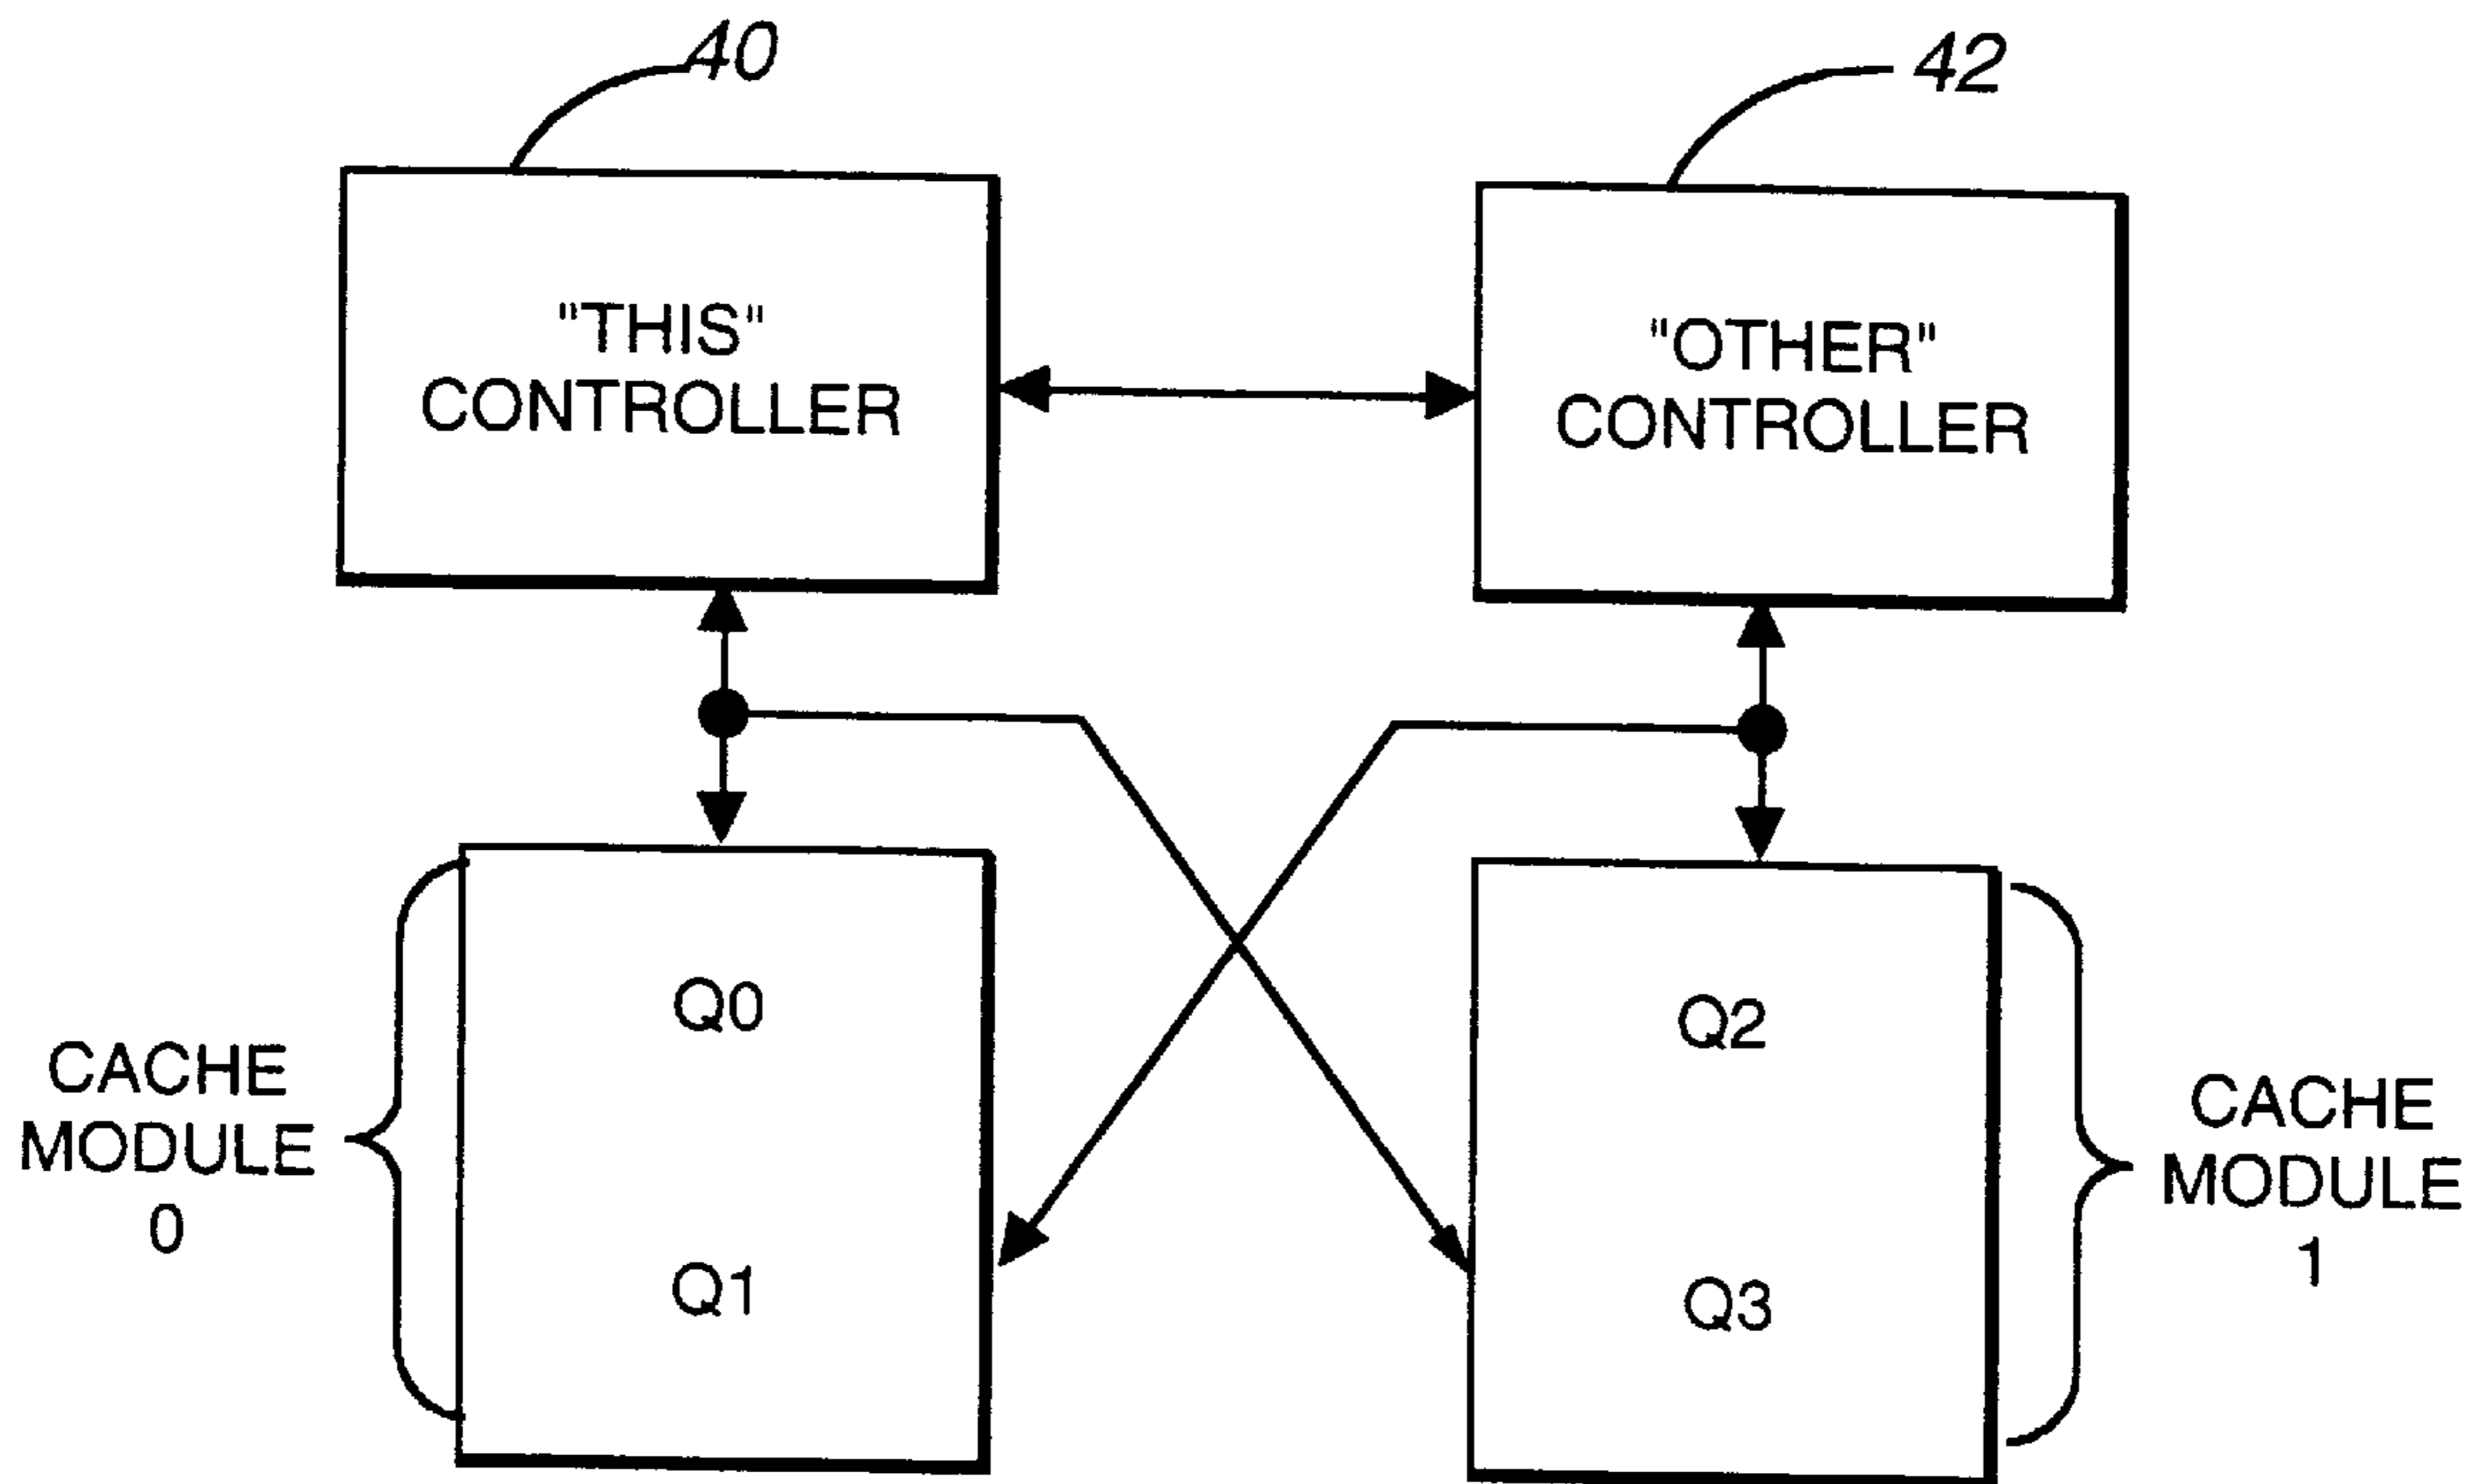 40
42
"THIS"
CONTROLLER
"OTHER"
CONTROLLER
CACHE
MODULE
0
Q0
Q1
Q2
Q3
CACHE
MODULE
1